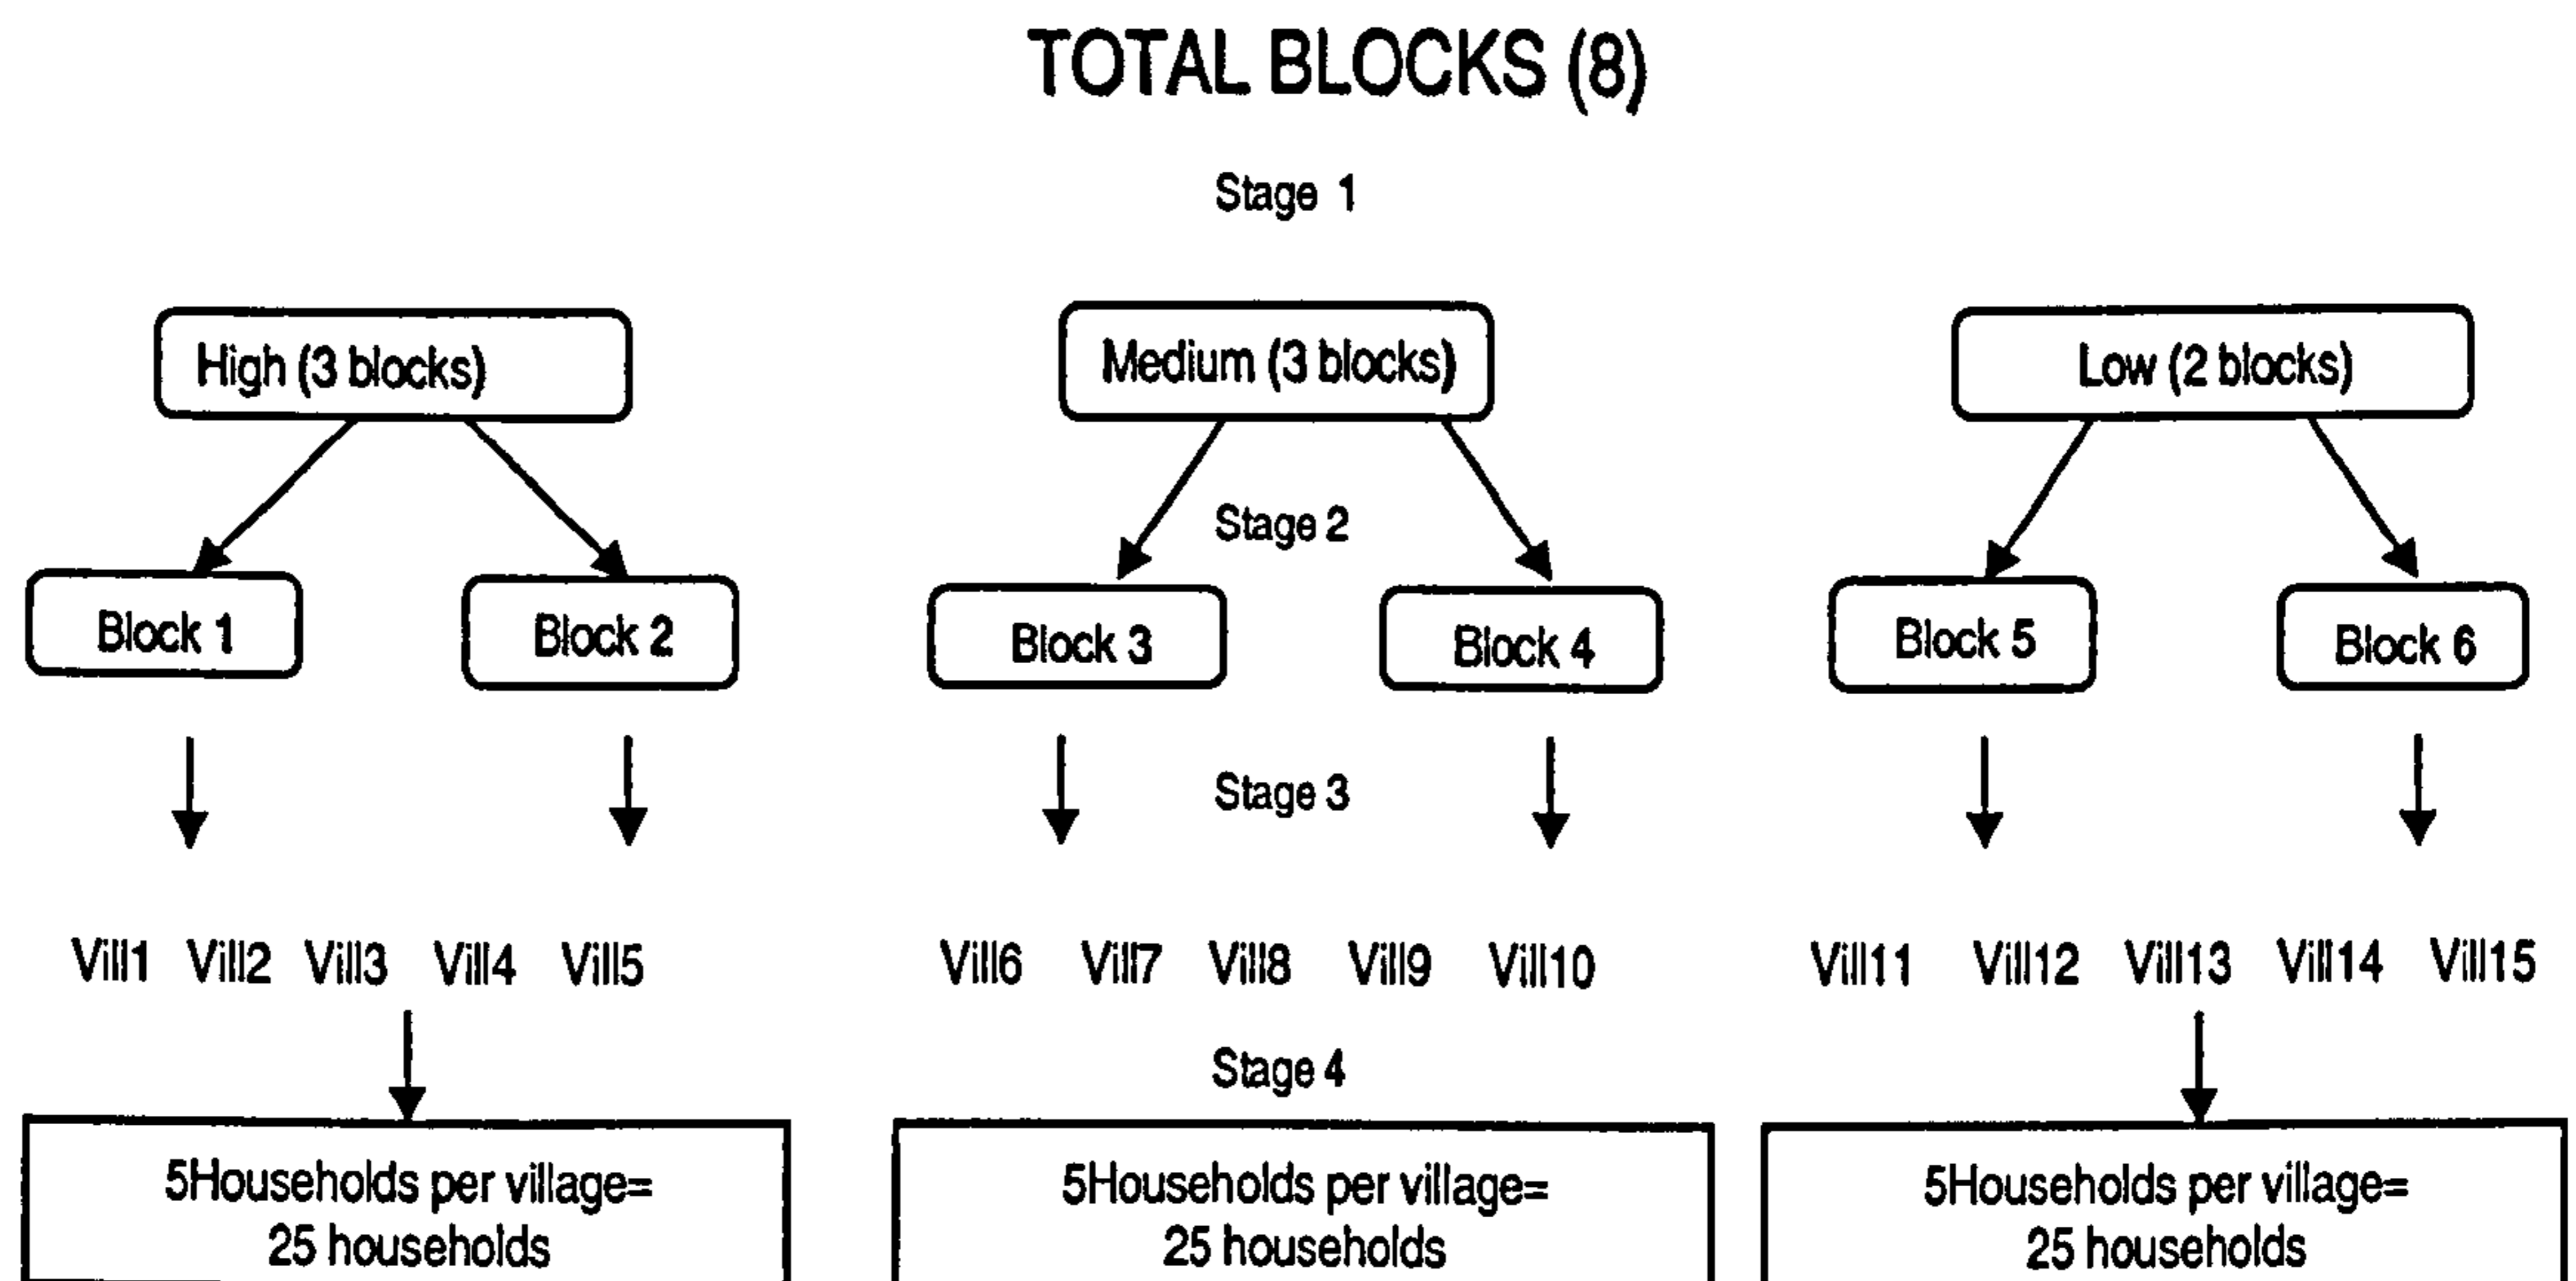 TOTAL BLOCKS (8)
Stage 1
High (3 blocks)
Medium (3 blocks)
Low (2 blocks)
Stage 2
Block 1
Block 2
Block 3
Block 4
Block 5
Block 6
Stage 3
Vill1 Vill2 Vill3 Vill4 Vill5
Vill6 Vill7 Vill8 Vill9 Vill10
Vill11 Vill12 Vill13 Vill14 Vill15
Stage 4
5Households per village=
25 households
5Households per village=
25 households
5Households per village=
25 households